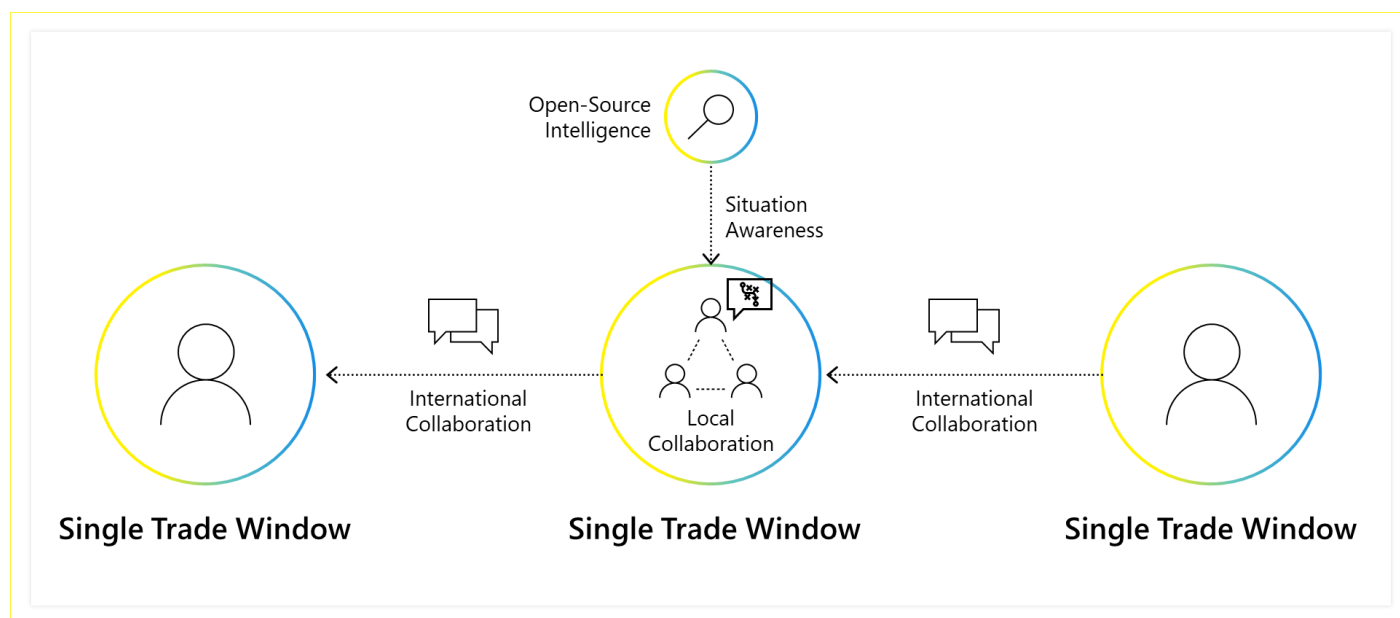 Open-Source
Intelligence
Situation
Awareness
International
Collaboration
Local
Collaboration
International
Collaboration
Single Trade Window
Single Trade Window
Single Trade Window